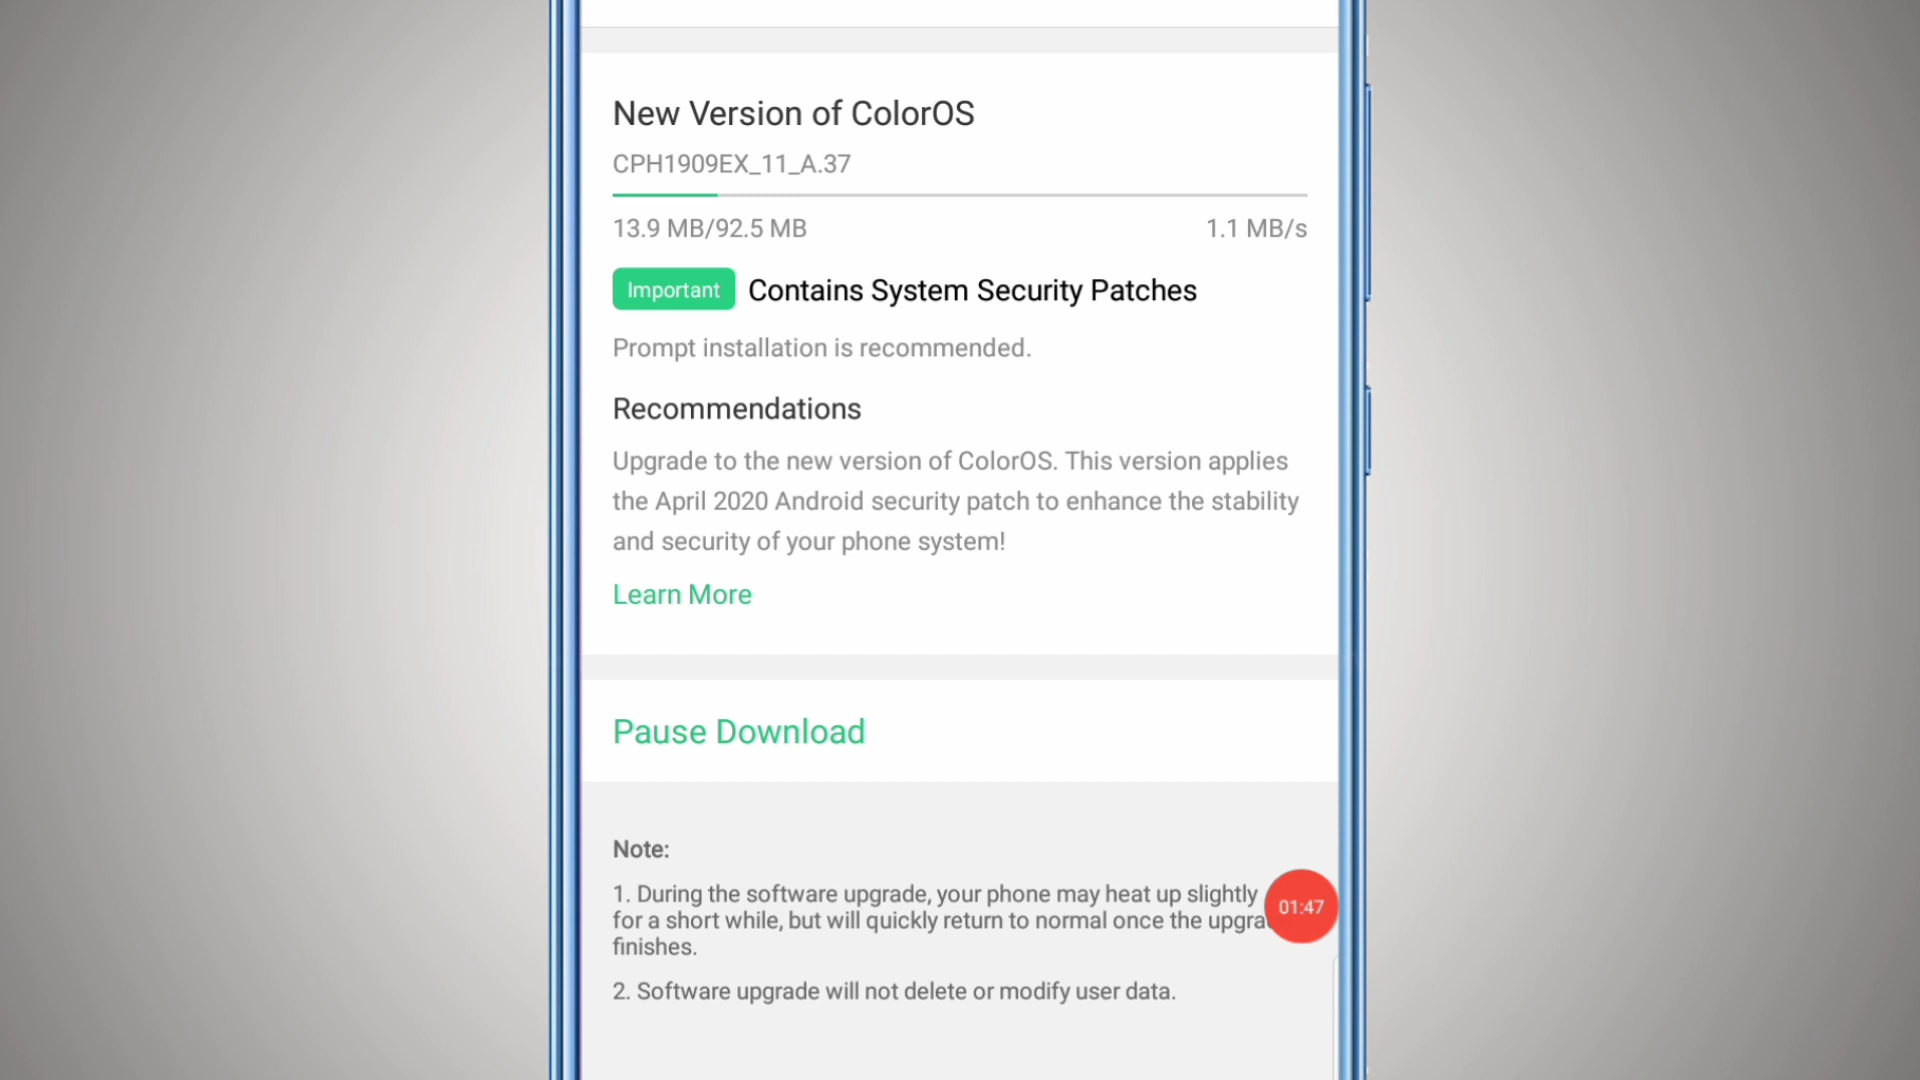 New Version of ColorOS
CPH1909EX_11_A.37
13.9 MB/92.5 MB 1.1 MB/s
Important Contains System Security Patches
Prompt installation is recommended.
Recommendations
Upgrade to the new version of ColorOS. This version applies
the April 2020 Android security patch to enhance the stability
and security of your phone system!
Learn More
Pause Download
Note:
1. During the software upgrade, your phone may heat up slightly
for a short while, but will quickly return to normal once the
finishes.
01:47
2. Software upgrade will not delete or modify user data.